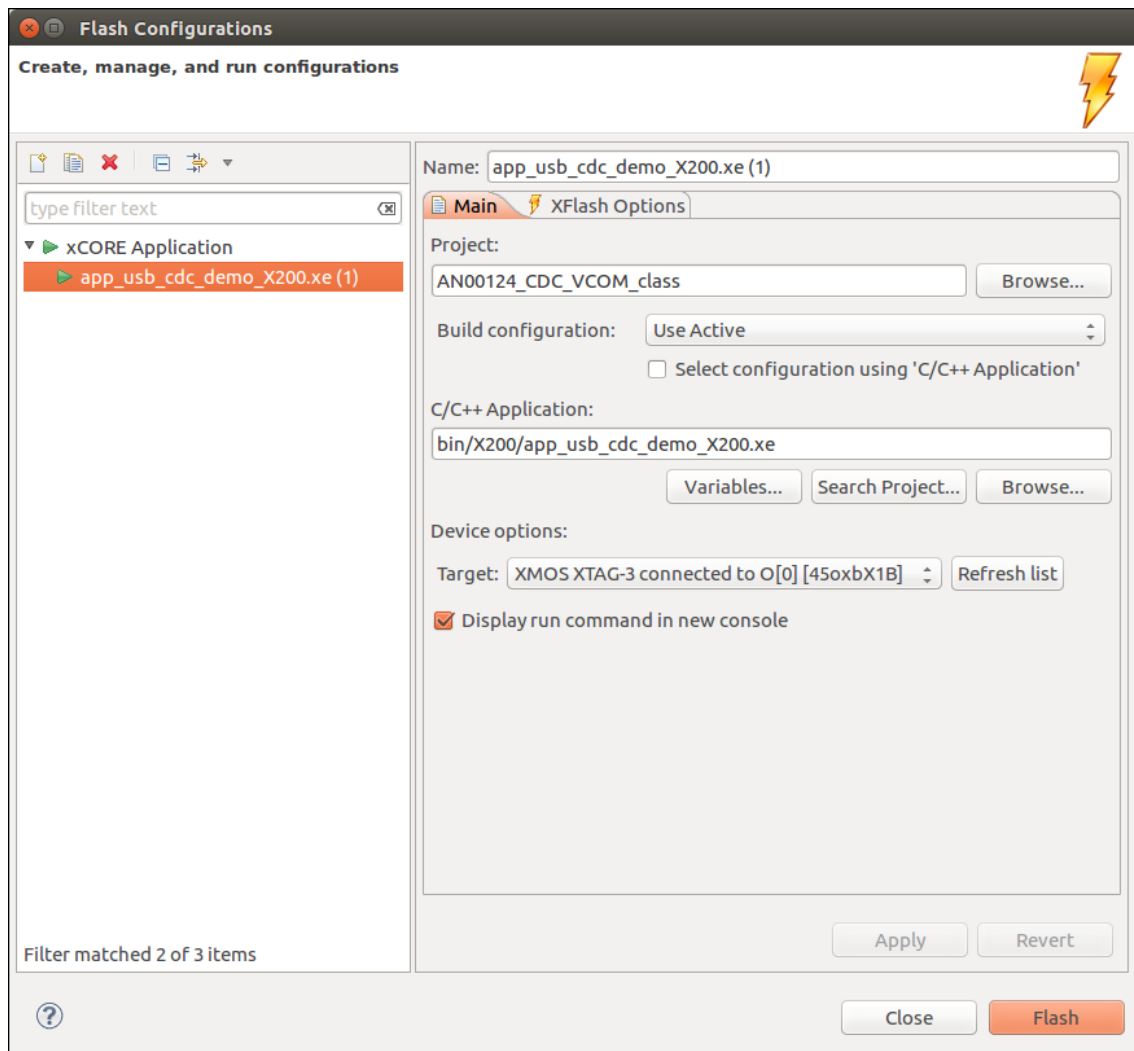 Flash Configurations
Create, manage, and run configurations
type filter text
xCORE Application
app_usb_cdc_demo_X200.xe (1)
Filter matched 2 of 3 items
Name: app_usb_cdc_demo_X200.xe (1)
Main XFlash Options
Project:
AN00124_CDC_VCOM_class Browse...
Build configuration: Use Active
Select configuration using 'C/C++ Application'
C/C++ Application:
bin/X200/app_usb_cdc_demo_X200.xe
Variables... Search Project... Browse...
Device options:
Target: XMOS XTAG-3 connected to O[0] [45oxbX1B] Refresh list
Display run command in new console
Apply Revert
? Close Flash